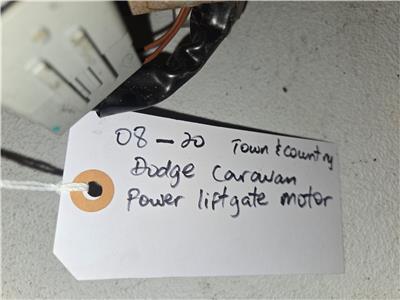 08-20 Town & country
Dodge Caravan
Power liftgate motor